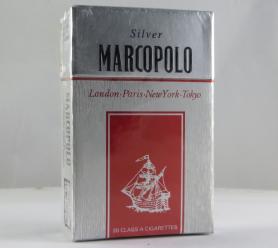 Silver
MARCOPOLO
London·Paris·NewYork·Tokyo
20 CLASS A CIGARETTES
MARCOPOLO